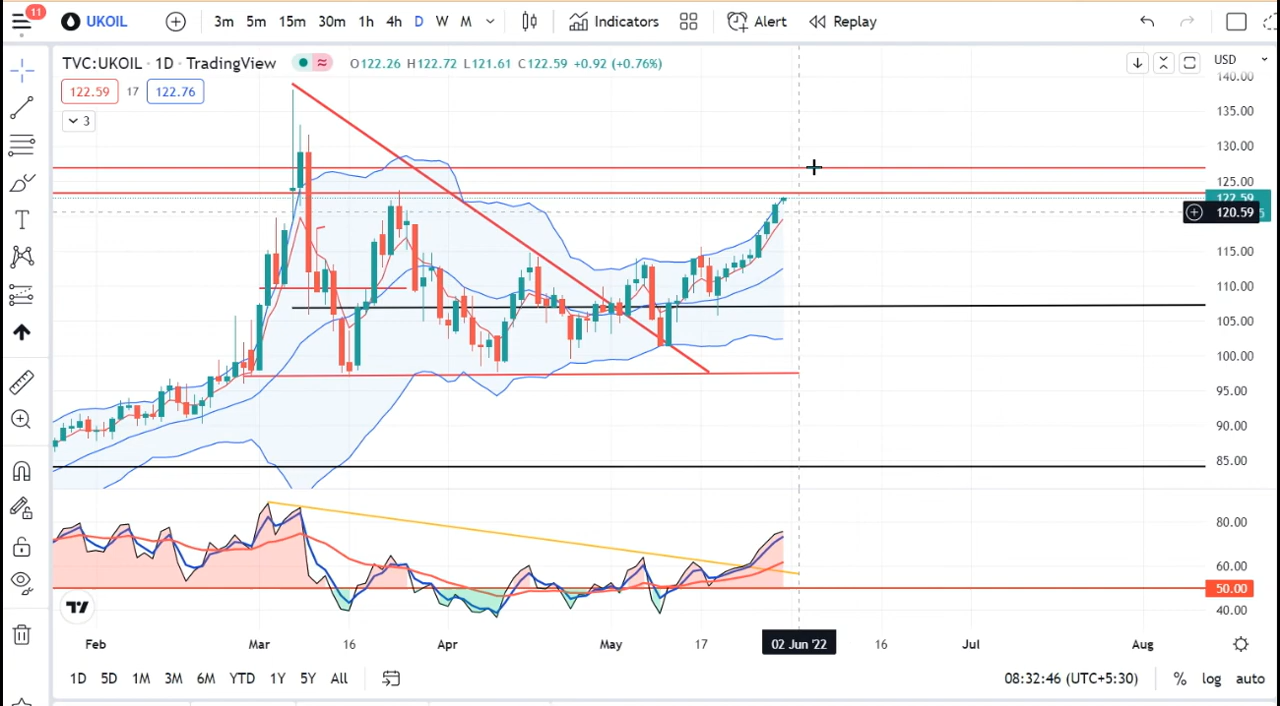 11
UKOIL
3m 5m 15m 30m 1h 4h D W M
Indicators
Alert
Replay
TVC:UKOIL · 1D · TradingView
≈
O122.26 H122.72 L121.61 C122.59 +0.92 (+0.76%)
USD
122.59 17 122.76
3
140.00
135.00
130.00
125.00
122.59
120.59
115.00
110.00
105.00
100.00
95.00
90.00
85.00
80.00
60.00
50.00
40.00
Feb Mar 16 Apr May 17 02 Jun '22 16 Jul Aug
1D 5D 1M 3M 6M YTD 1Y 5Y All
08:32:46 (UTC+5:30) % log auto